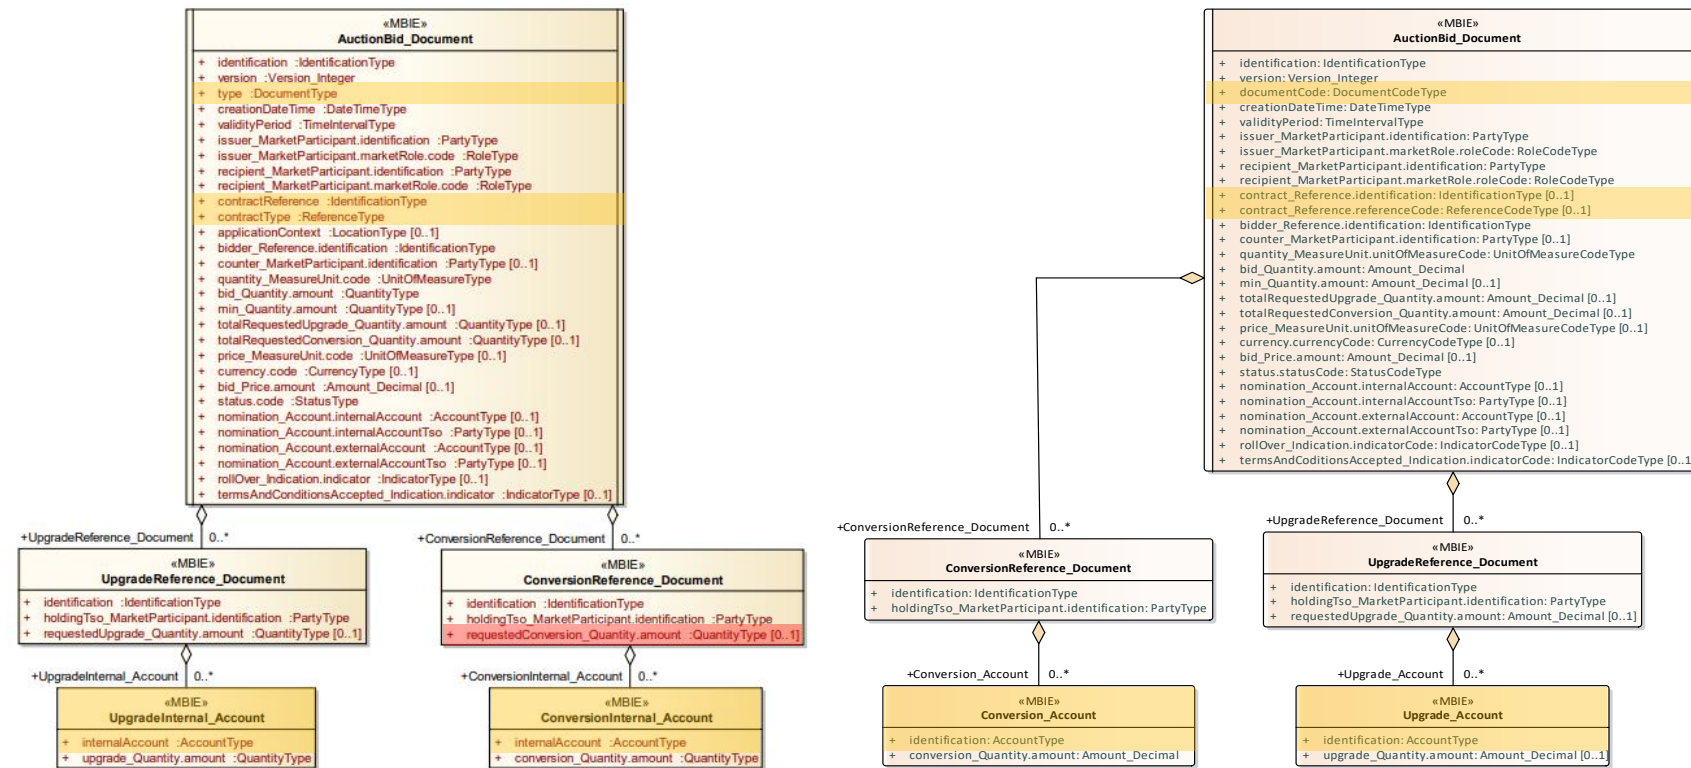 «MBIE»
AuctionBid_Document
+ identification :IdentificationType
+ version :Version_Integer
+ type :DocumentType
+ creationDateTime :DateTimeType
+ validityPeriod :TimeIntervalType
+ issuer_MarketParticipant.identification :PartyType
+ issuer_MarketParticipant.marketRole.code :RoleType
+ recipient_MarketParticipant.identification :PartyType
+ recipient_MarketParticipant.marketRole.code :RoleType
+ contractReference :IdentificationType
+ contractType :ReferenceType
+ applicationContext :LocationType [0..1]
+ bidder_Reference.identification :IdentificationType
+ counter_MarketParticipant.identification :PartyType [0..1]
+ quantity_MeasureUnit.code :UnitOfMeasureType
+ bid_Quantity.amount :QuantityType
+ min_Quantity.amount :QuantityType [0..1]
+ totalRequestedUpgrade_Quantity.amount :QuantityType [0..1]
+ totalRequestedConversion_Quantity.amount :QuantityType [0..1]
+ price_MeasureUnit.code :UnitOfMeasureType [0..1]
+ currency.code :CurrencyType [0..1]
+ bid_Price.amount :Amount_Decimal [0..1]
+ status.code :StatusType
+ nomination_Account.internalAccount :AccountType [0..1]
+ nomination_Account.internalAccountTso :PartyType [0..1]
+ nomination_Account.externalAccount :AccountType [0..1]
+ nomination_Account.externalAccountTso :PartyType [0..1]
+ rollOver_Indication.indicator :IndicatorType [0..1]
+ termsAndConditionsAccepted_Indication.indicator :IndicatorType [0..1]
+UpgradeReference_Document 0..*
«MBIE»
UpgradeReference_Document
+ identification :IdentificationType
+ holdingTso_MarketParticipant.identification :PartyType
+ requestedUpgrade_Quantity.amount :QuantityType [0..1]
+UpgradeInternal_Account 0..*
«MBIE»
UpgradeInternal_Account
+ internalAccount :AccountType
+ upgrade_Quantity.amount :QuantityType
+ConversionReference_Document 0..*
«MBIE»
ConversionReference_Document
+ identification :IdentificationType
+ holdingTso_MarketParticipant.identification :PartyType
+ requestedConversion_Quantity.amount :QuantityType [0..1]
+ConversionInternal_Account 0..*
«MBIE»
ConversionInternal_Account
+ internalAccount :AccountType
+ conversion_Quantity.amount :QuantityType
«MBIE»
AuctionBid_Document
+ identification: IdentificationType
+ version: Version_Integer
+ documentCode: DocumentCodeType
+ creationDateTime: DateTimeType
+ validityPeriod: TimeIntervalType
+ issuer_MarketParticipant.identification: PartyType
+ issuer_MarketParticipant.marketRole.roleCode: RoleCodeType
+ recipient_MarketParticipant.identification: PartyType
+ recipient_MarketParticipant.marketRole.roleCode: RoleCodeType
+ contract_Reference.identification: IdentificationType [0..1]
+ contract_Reference.referenceCode: ReferenceCodeType [0..1]
+ bidder_Reference.identification: IdentificationType
+ counter_MarketParticipant.identification: PartyType [0..1]
+ quantity_MeasureUnit.unitOfMeasureCode: UnitOfMeasureCodeType
+ bid_Quantity.amount: Amount_Decimal
+ min_Quantity.amount: Amount_Decimal [0..1]
+ totalRequestedUpgrade_Quantity.amount: Amount_Decimal [0..1]
+ totalRequestedConversion_Quantity.amount: Amount_Decimal [0..1]
+ price_MeasureUnit.unitOfMeasureCode: UnitOfMeasureCodeType [0..1]
+ currency.currencyCode: CurrencyCodeType [0..1]
+ bid_Price.amount: Amount_Decimal [0..1]
+ status.statusCode: StatusCodeType
+ nomination_Account.internalAccount: AccountType [0..1]
+ nomination_Account.internalAccountTso: PartyType [0..1]
+ nomination_Account.externalAccount: AccountType [0..1]
+ nomination_Account.externalAccountTso: PartyType [0..1]
+ rollOver_Indication.indicatorCode: IndicatorCodeType [0..1]
+ termsAndCoditionsAccepted_Indication.indicatorCode: IndicatorCodeType [0..1
+ConversionReference_Document 0..*
«MBIE»
ConversionReference_Document
+ identification: IdentificationType
+ holdingTso_MarketParticipant.identification: PartyType
+Conversion_Account 0..*
«MBIE»
Conversion_Account
+ identification: AccountType
+ conversion_Quantity.amount: Amount_Decimal
+UpgradeReference_Document 0..*
«MBIE»
UpgradeReference_Document
+ identification: IdentificationType
+ holdingTso_MarketParticipant.identification: PartyType
+ requestedUpgrade_Quantity.amount: Amount_Decimal [0..1]
+Upgrade_Account 0..*
«MBIE»
Upgrade_Account
+ identification: AccountType
+ upgrade_Quantity.amount: Amount_Decimal [0..1]